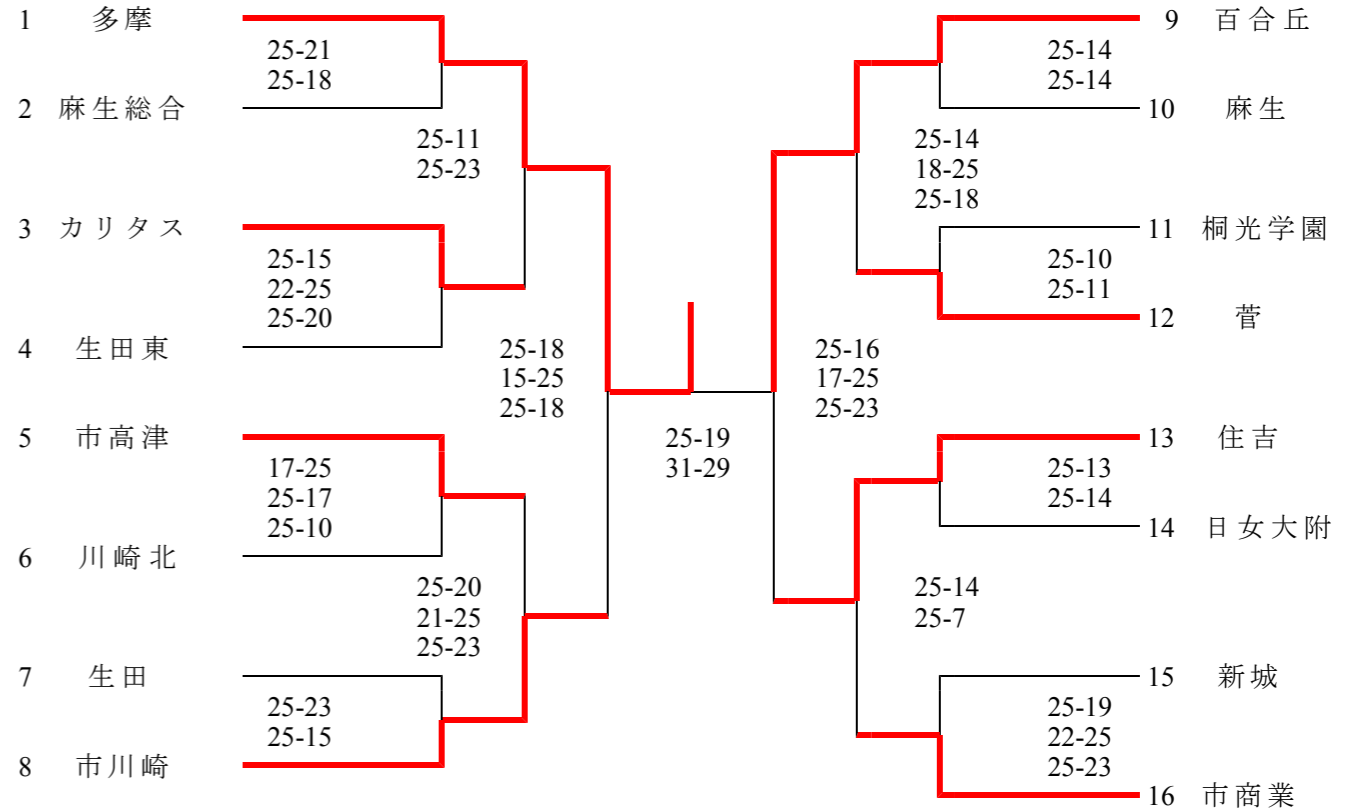 1 多摩
25-21
25-18
2 麻生総合
25-11
25-23
3 カリタス
25-15
22-25
25-20
4 生田東
25-18
15-25
25-18
5 市高津
17-25
25-17
25-10
6 川崎北
25-20
21-25
25-23
7 生田
25-23
25-15
8 市川崎
25-19
31-29
9 百合丘
25-14
25-14
10 麻生
25-14
18-25
25-18
11 桐光学園
25-10
25-11
12 菅
25-16
17-25
25-23
13 住吉
25-13
25-14
14 日女大附
25-14
25-7
15 新城
25-19
22-25
25-23
16 市商業